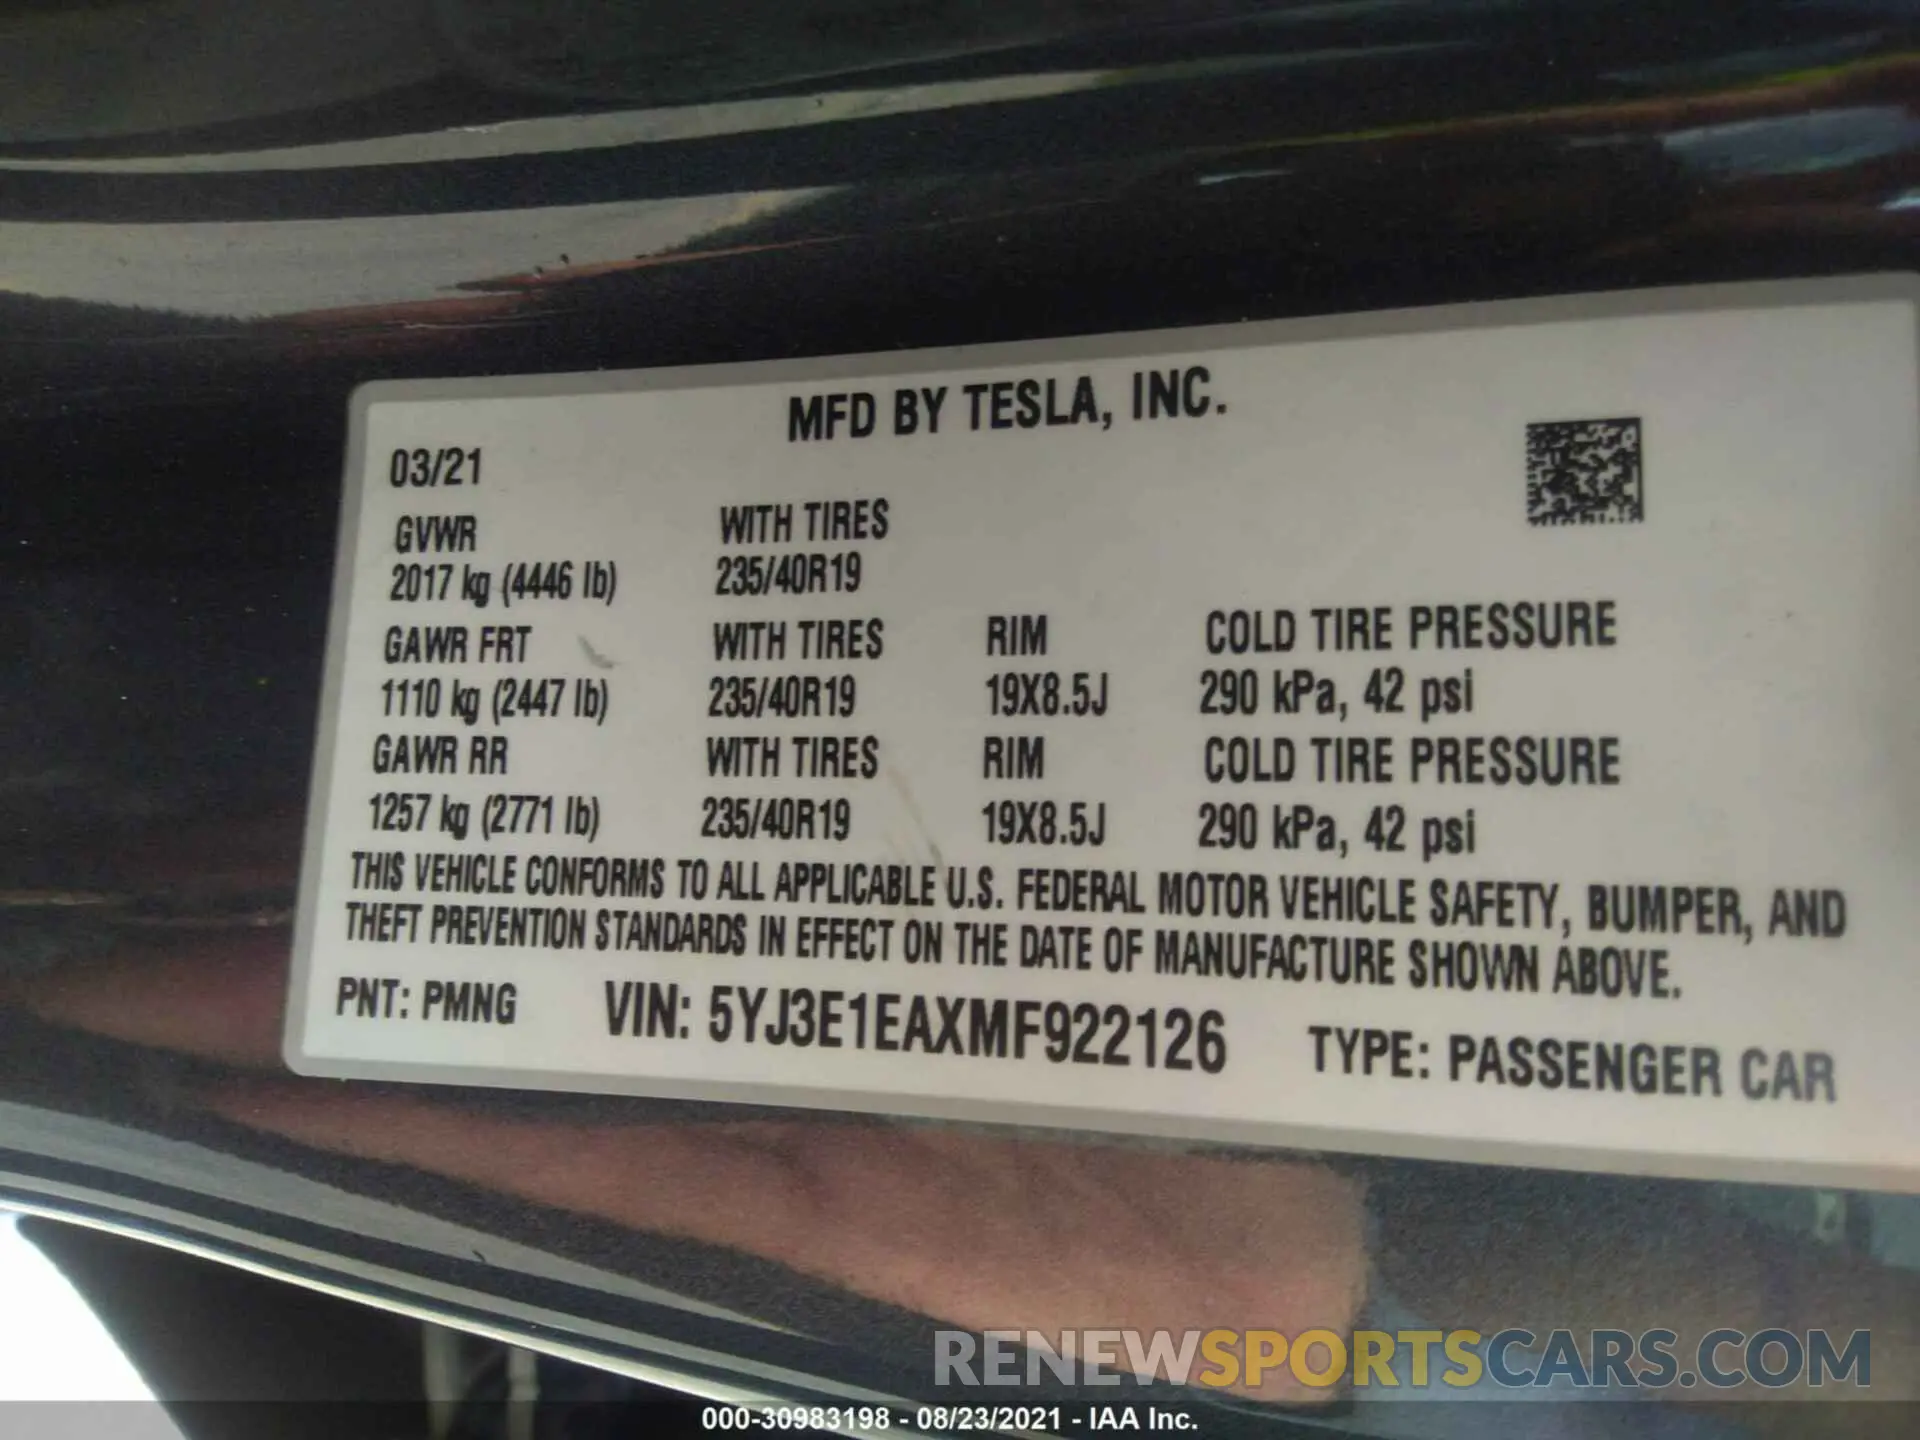 MFD BY TESLA, INC.
03/21
GVWR WITH TIRES
2017 kg (4446 lb) 235/40R19
GAWR FRT WITH TIRES RIM COLD TIRE PRESSURE
1110 kg (2447 lb) 235/40R19 19X8.5J 290 kPa, 42 psi
GAWR RR WITH TIRES RIM COLD TIRE PRESSURE
1257 kg (2771 lb) 235/40R19 19X8.5J 290 kPa, 42 psi
THIS VEHICLE CONFORMS TO ALL APPLICABLE U.S. FEDERAL MOTOR VEHICLE SAFETY, BUMPER, AND
THEFT PREVENTION STANDARDS IN EFFECT ON THE DATE OF MANUFACTURE SHOWN ABOVE.
PNT: PMNG VIN: 5YJ3E1EAXMF922126 TYPE: PASSENGER CAR
RENEWSPORTSCARS.COM
000-30983198 - 08/23/2021 - IAA Inc.